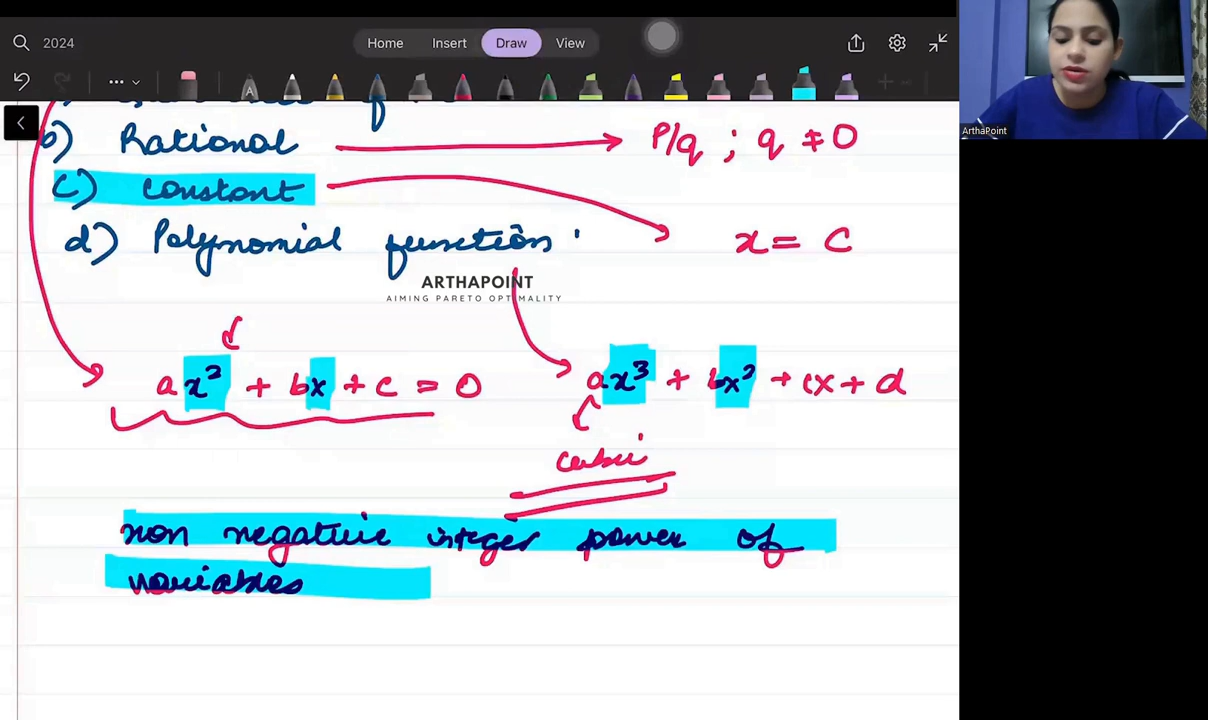 2024
Home Insert Draw View
b) Rational P/q ; q ≠ 0
c) constant
d) Polynomial function x = c
ARTHAPOINT
AIMING PARETO OPTIMALITY
ax² + bx + c = 0 ax³ + bx² + cx + d
non negative integer power of
variables
ArthaPoint